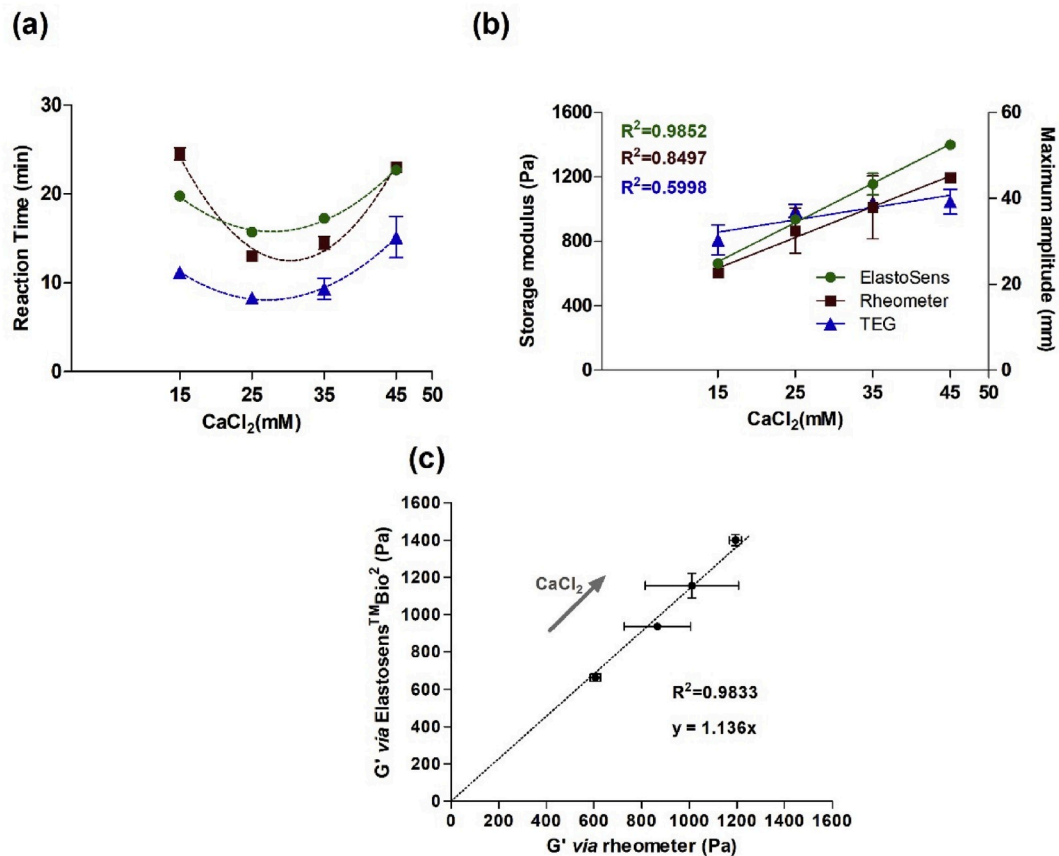 (a)
30
20
10
0
Reaction Time (min)
15 25 35 45 50
CaCl₂(mM)
(b)
1600
1200
800
400
0
Storage modulus (Pa)
R²=0.9852
R²=0.8497
R²=0.5998
60
40
20
0
Maximum amplitude (mm)
ElastoSens
Rheometer
TEG
15 25 35 45 50
CaCl₂(mM)
(c)
1600
1400
1200
1000
800
600
400
200
0
G' via Elastosens™Bio² (Pa)
CaCl₂
R²=0.9833
y = 1.136x
0 200 400 600 800 1000 1200 1400 1600
G' via rheometer (Pa)